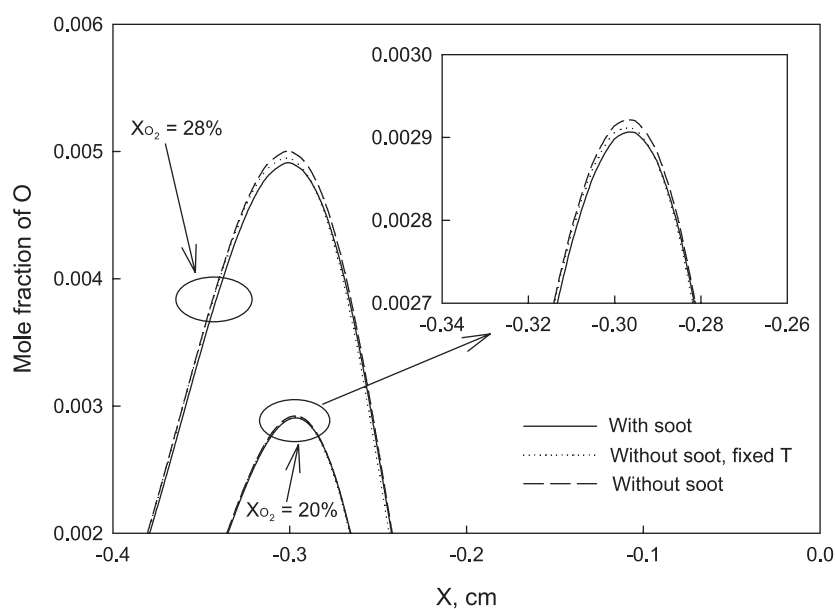 0.006
0.005
0.004
0.003
0.002
Mole fraction of O
-0.4
-0.3
-0.2
-0.1
0.0
X, cm
XO2 = 28%
XO2 = 20%
0.0030
0.0029
0.0028
0.0027
-0.34
-0.32
-0.30
-0.28
-0.26
With soot
Without soot, fixed T
Without soot